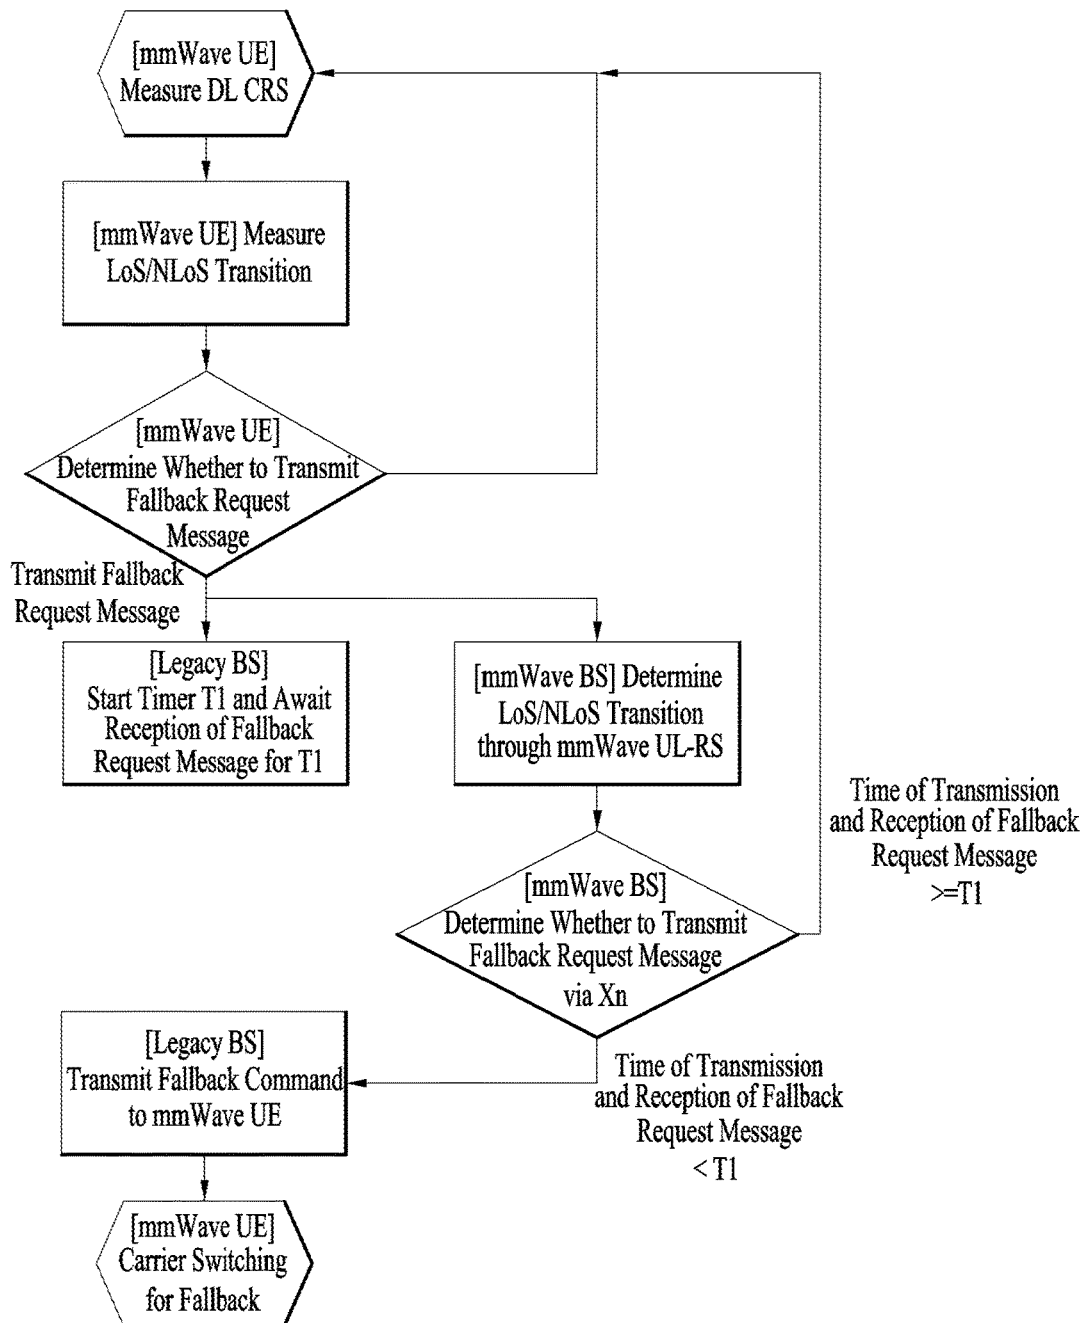 [mmWave UE]
Measure DL CRS
[mmWave UE] Measure
LoS/NLoS Transition
[mmWave UE]
Determine Whether to Transmit
Fallback Request
Message
Transmit Fallback
Request Message
[Legacy BS]
Start Timer T1 and Await
Reception of Fallback
Request Message for T1
[mmWave BS] Determine
LoS/NLoS Transition
through mmWave UL-RS
Time of Transmission
and Reception of Fallback
Request Message
>=T1
[mmWave BS]
Determine Whether to Transmit
Fallback Request Message
via Xn
[Legacy BS]
Transmit Fallback Command
to mmWave UE
Time of Transmission
and Reception of Fallback
Request Message
< T1
[mmWave UE]
Carrier Switching
for Fallback